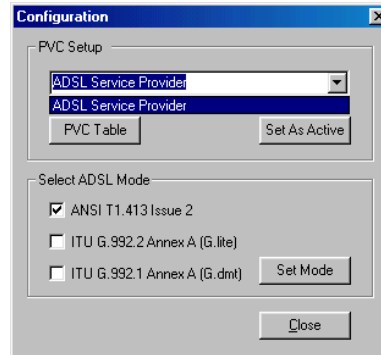 Configuration
PVC Setup
ADSL Service Provider
ADSL Service Provider
PVC Table
Set As Active
Select ADSL Mode
ANSI T1.413 Issue 2
ITU G.992.2 Annex A (G.lite)
ITU G.992.1 Annex A (G.dmt)
Set Mode
Close